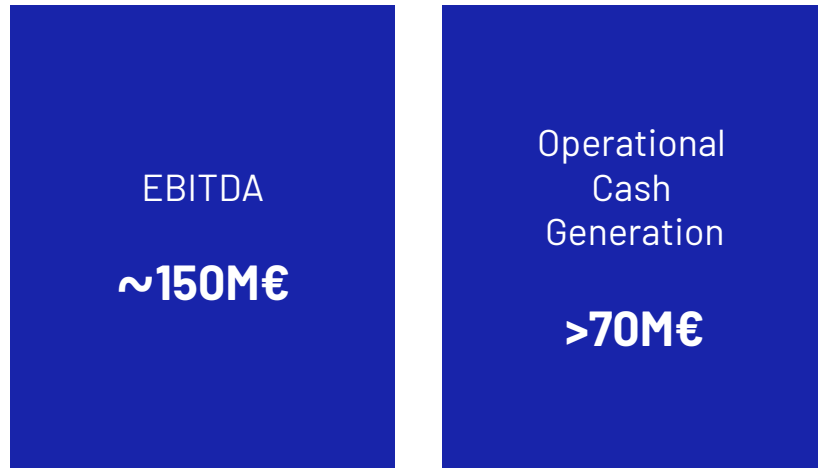 EBITDA
~150M€
Operational
Cash
Generation
>70M€